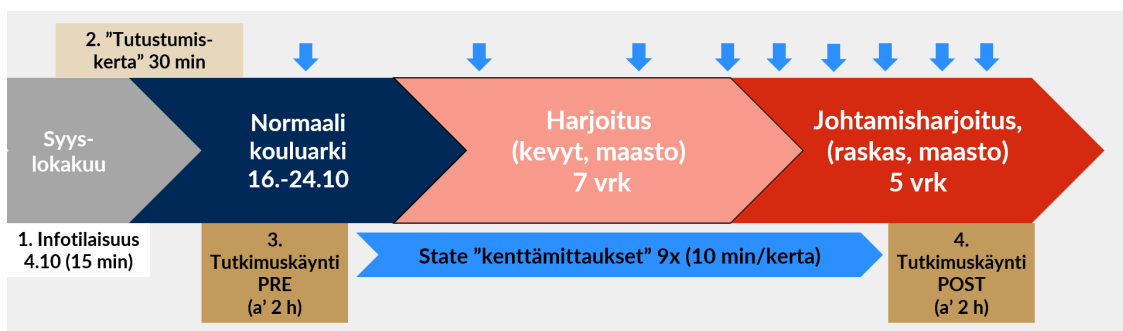 2. ”Tutustumis-
kerta” 30 min
Syys-
lokakuu
Normaali
kouluarki
16.-24.10
Harjoitus
(kevyt, maasto)
7 vrk
Johtamisharjoitus,
(raskas, maasto)
5 vrk
1. Infotilaisuus
4.10 (15 min)
3.
Tutkimuskäynti
PRE
(a’ 2 h)
State ”kenttämittaukset” 9x (10 min/kerta)
4.
Tutkimuskäynti
POST
(a’ 2 h)